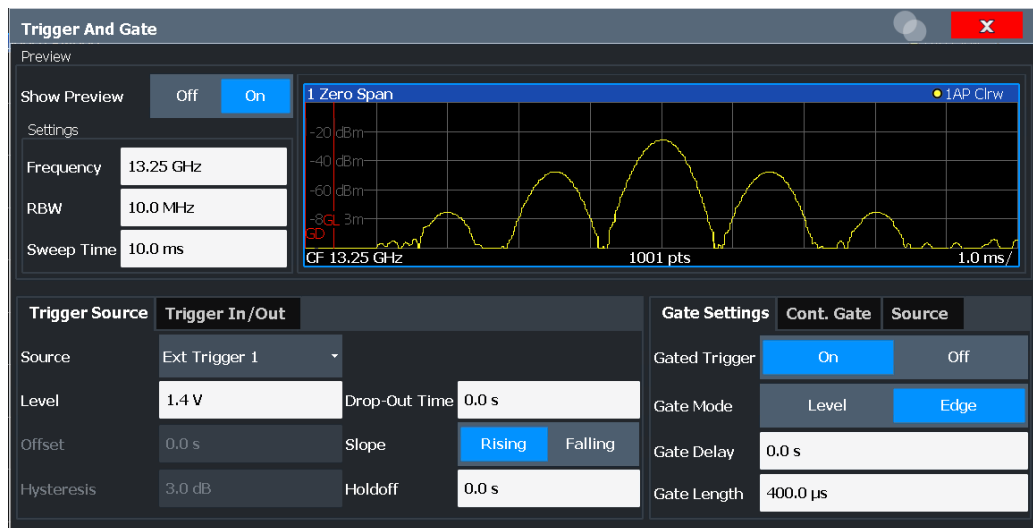 Trigger And Gate X
Preview
Show Preview Off On
Settings
Frequency 13.25 GHz
RBW 10.0 MHz
Sweep Time 10.0 ms
1 Zero Span 1AP Clrw
-20 dBm
-40 dBm
-60 dBm
GL
GD
CF 13.25 GHz 1001 pts 1.0 ms/
Trigger Source Trigger In/Out
Source Ext Trigger 1
Level 1.4 V Drop-Out Time 0.0 s
Offset 0.0 s Slope Rising Falling
Hysteresis 3.0 dB Holdoff 0.0 s
Gate Settings Cont. Gate Source
Gated Trigger On Off
Gate Mode Level Edge
Gate Delay 0.0 s
Gate Length 400.0 µs